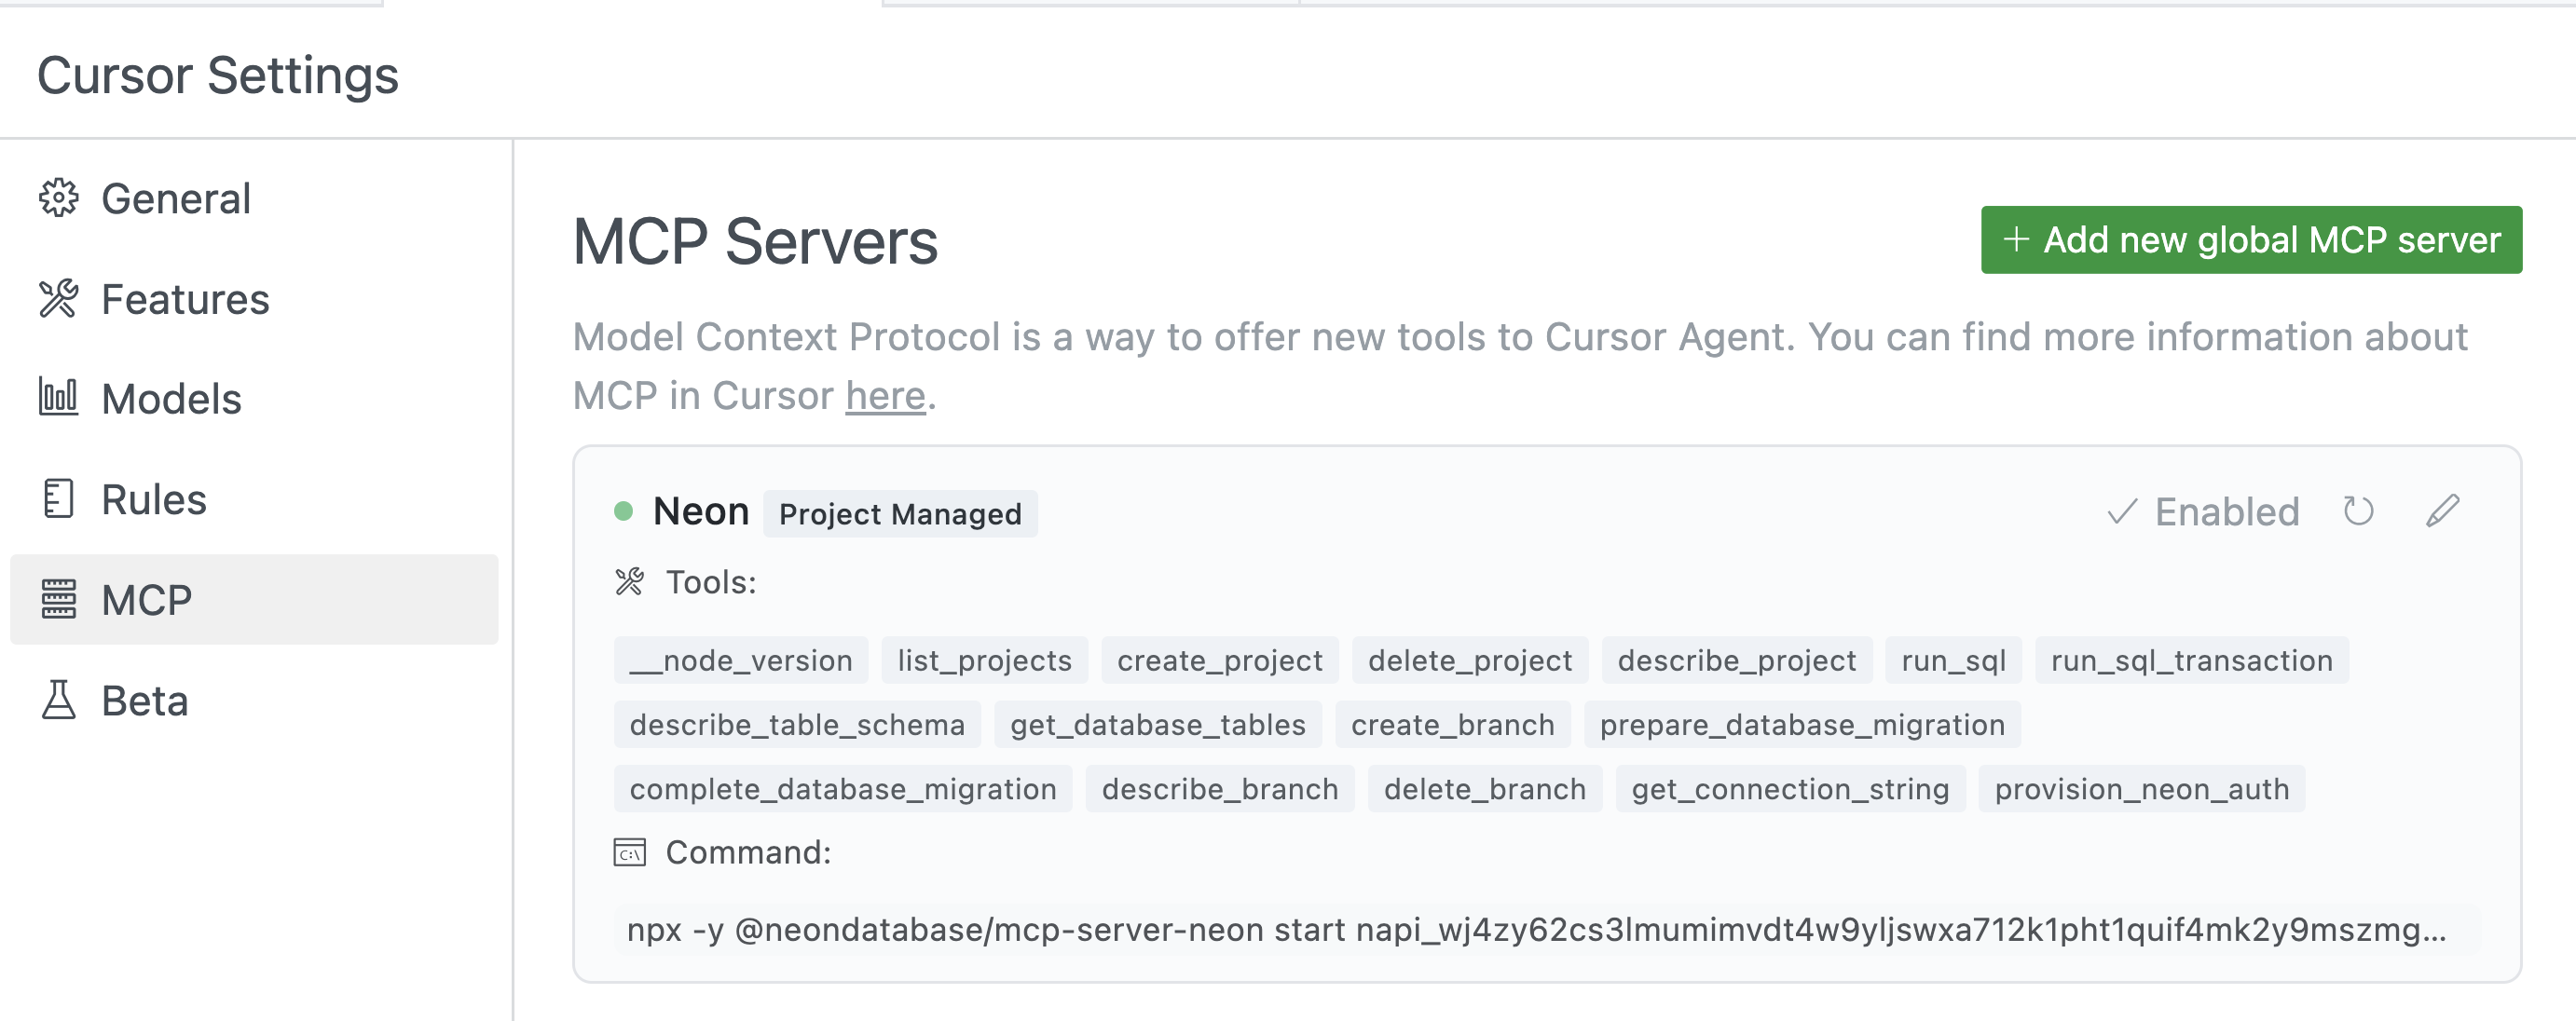 Cursor Settings
General
Features
Models
Rules
MCP
Beta
MCP Servers
+ Add new global MCP server
Model Context Protocol is a way to offer new tools to Cursor Agent. You can find more information about
MCP in Cursor here.
Neon Project Managed
Enabled
Tools:
__node_version list_projects create_project delete_project describe_project run_sql run_sql_transaction
describe_table_schema get_database_tables create_branch prepare_database_migration
complete_database_migration describe_branch delete_branch get_connection_string provision_neon_auth
C:\ Command:
npx -y @neondatabase/mcp-server-neon start napi_wj4zy62cs3lmumimvdt4w9yljswxa712k1pht1quif4mk2y9mszmg...